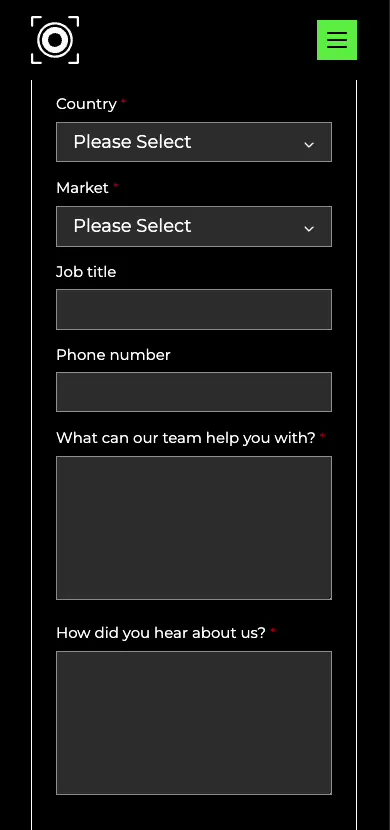 Country *
Please Select
Market *
Please Select
Job title
Phone number
What can our team help you with? *
How did you hear about us? *